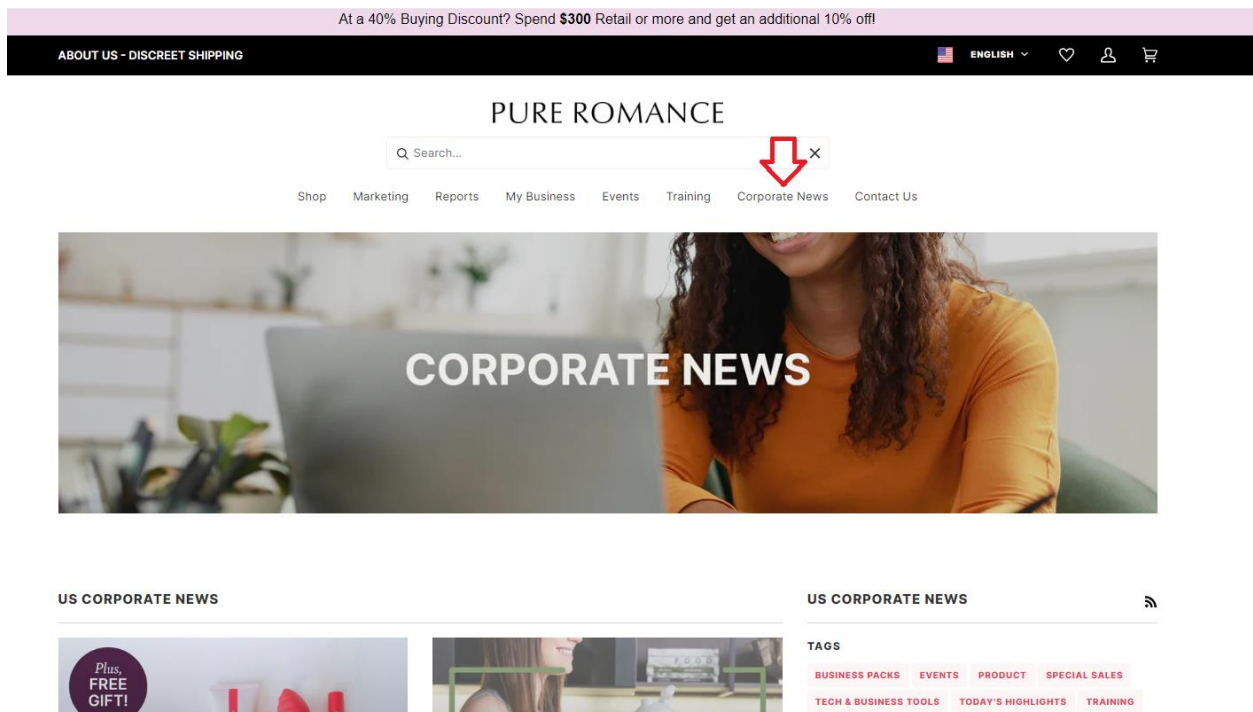 At a 40% Buying Discount? Spend $300 Retail or more and get an additional 10% off!
ABOUT US - DISCREET SHIPPING
ENGLISH
PURE ROMANCE
Search...
Shop Marketing Reports My Business Events Training Corporate News Contact Us
CORPORATE NEWS
US CORPORATE NEWS
US CORPORATE NEWS
TAGS
Plus,
FREE
GIFT!
FOOD
BUSINESS PACKS EVENTS PRODUCT SPECIAL SALES
TECH & BUSINESS TOOLS TODAY'S HIGHLIGHTS TRAINING